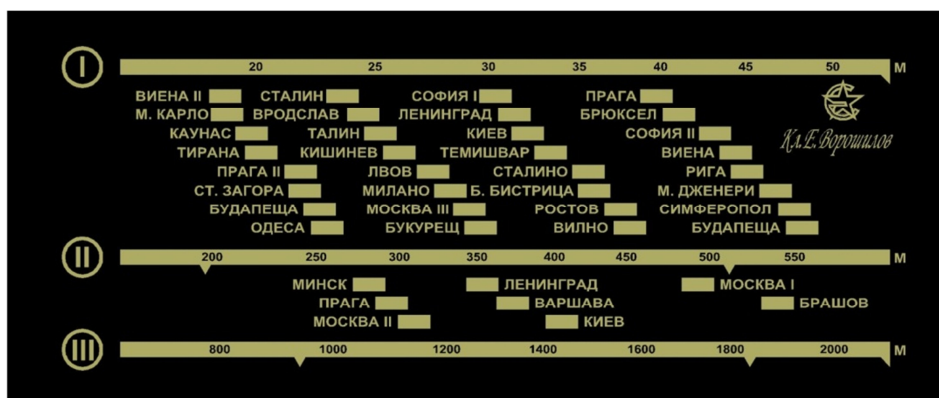 I 20 25 30 35 40 45 50 М
ВИЕНА II СТАЛИН СОФИЯ I ПРАГА
М. КАРЛО ВРОДСЛАВ ЛЕНИНГРАД БРЮКСЕЛ
КАУНАС ТАЛИН КИЕВ СОФИЯ II
Кл.Е.Ворошилов
ТИРАНА КИШИНЕВ ТЕМИШВАР ВИЕНА
ПРАГА II ЛВОВ СТАЛИНО РИГА
СТ. ЗАГОРА МИЛАНО Б. БИСТРИЦА М. ДЖЕНЕРИ
БУДАПЕЩА МОСКВА III РОСТОВ СИМФЕРОПОЛ
ОДЕСА БУКУРЕЩ ВИЛНО БУДАПЕЩА
II 200 250 300 350 400 450 500 550 М
МИНСК ЛЕНИНГРАД МОСКВА I
ПРАГА ВАРШАВА БРАШОВ
МОСКВА II КИЕВ
III 800 1000 1200 1400 1600 1800 2000 М